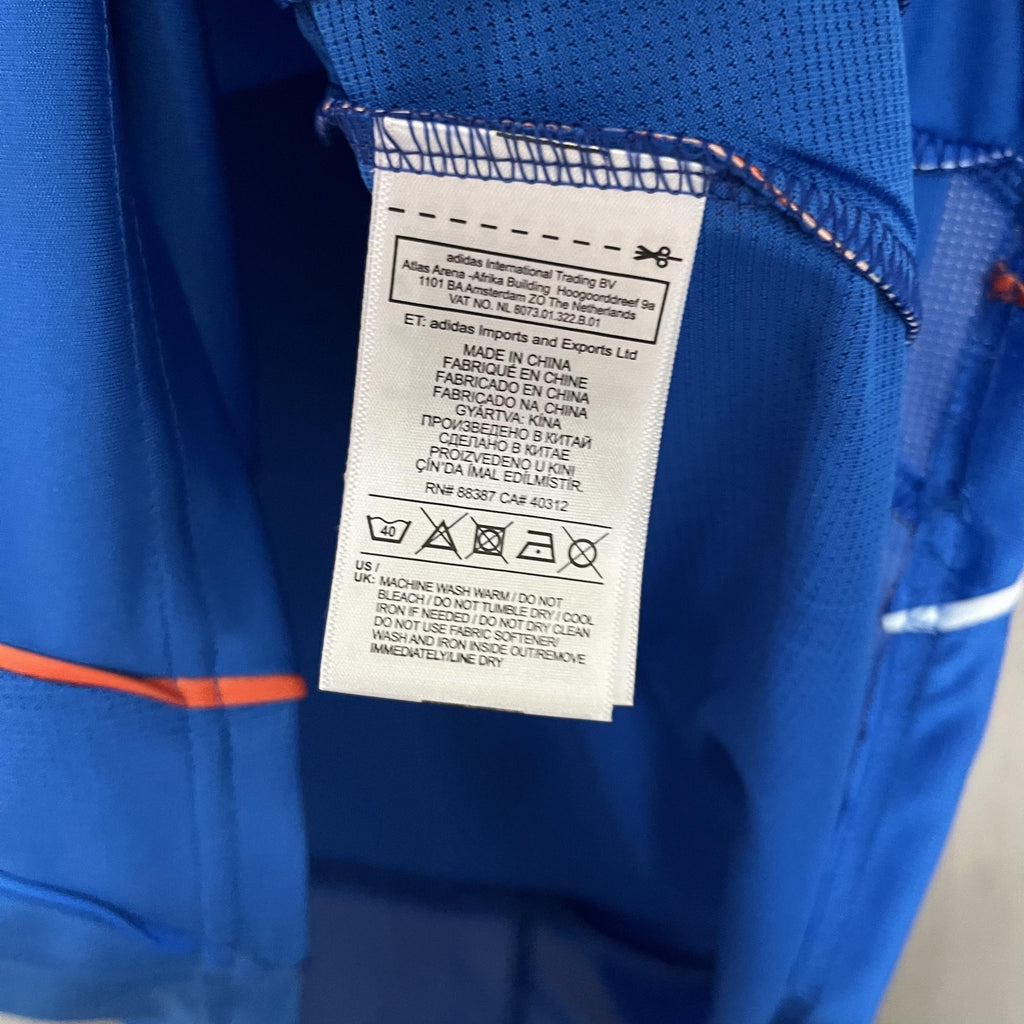 adidas International Trading BV
Atlas Arena -Afrika Building Hoogoorddreef 9a
1101 BA Amsterdam ZO The Netherlands
VAT NO. NL 8073.01.322.B.01
ET: adidas Imports and Exports Ltd
MADE IN CHINA
FABRIQUÉ EN CHINE
FABRICADO EN CHINA
FABRICADO NA CHINA
GYÁRTVA: KÍNA
ПРОИЗВЕДЕНО В КИТАЙ
СДЕЛАНО В КИТАЕ
PROIZVEDENO U KINI
ÇİN'DA İMAL EDİLMİSTİR.
RN# 88387 CA# 40312
40
US /
UK: MACHINE WASH WARM / DO NOT
BLEACH / DO NOT TUMBLE DRY / COOL
IRON IF NEEDED / DO NOT DRY CLEAN
DO NOT USE FABRIC SOFTENER/
WASH AND IRON INSIDE OUT/REMOVE
IMMEDIATELY/LINE DRY